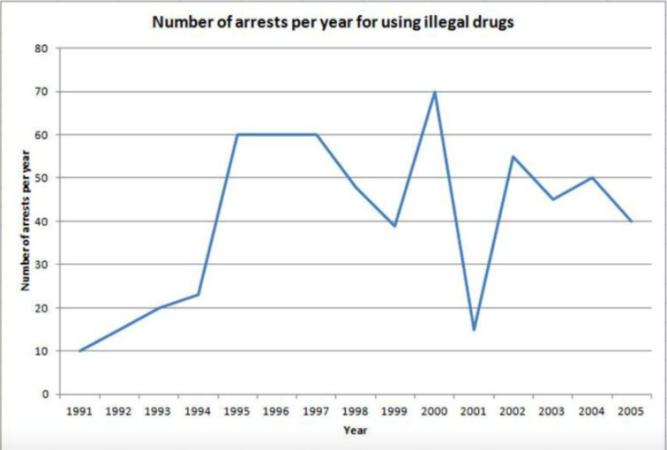 Number of arrests per year for using illegal drugs
80
70
60
50
40
30
20
10
0
Number of arrests per year
1991 1992 1993 1994 1995 1996 1997 1998 1999 2000 2001 2002 2003 2004 2005
Year